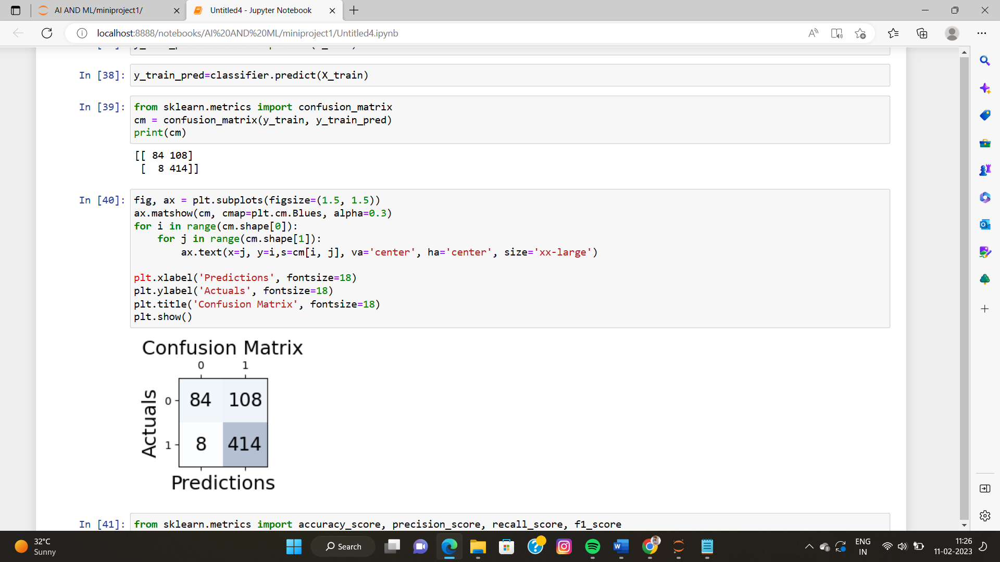 AI AND ML/miniproject1/
Untitled4 - Jupyter Notebook
localhost:8888/notebooks/AI%20AND%20ML/miniproject1/Untitled4.ipynb
In [38]: y_train_pred=classifier.predict(X_train)
In [39]: from sklearn.metrics import confusion_matrix
cm = confusion_matrix(y_train, y_train_pred)
print(cm)
[[ 84 108]
[  8 414]]
In [40]: fig, ax = plt.subplots(figsize=(1.5, 1.5))
ax.matshow(cm, cmap=plt.cm.Blues, alpha=0.3)
for i in range(cm.shape[0]):
    for j in range(cm.shape[1]):
        ax.text(x=j, y=i,s=cm[i, j], va='center', ha='center', size='xx-large')
plt.xlabel('Predictions', fontsize=18)
plt.ylabel('Actuals', fontsize=18)
plt.title('Confusion Matrix', fontsize=18)
plt.show()
Confusion Matrix
0 1
Actuals
0 84 108
1 8 414
Predictions
In [41]: from sklearn.metrics import accuracy_score, precision_score, recall_score, f1_score
32°C
Sunny
Search
ENG
IN
11:26
11-02-2023